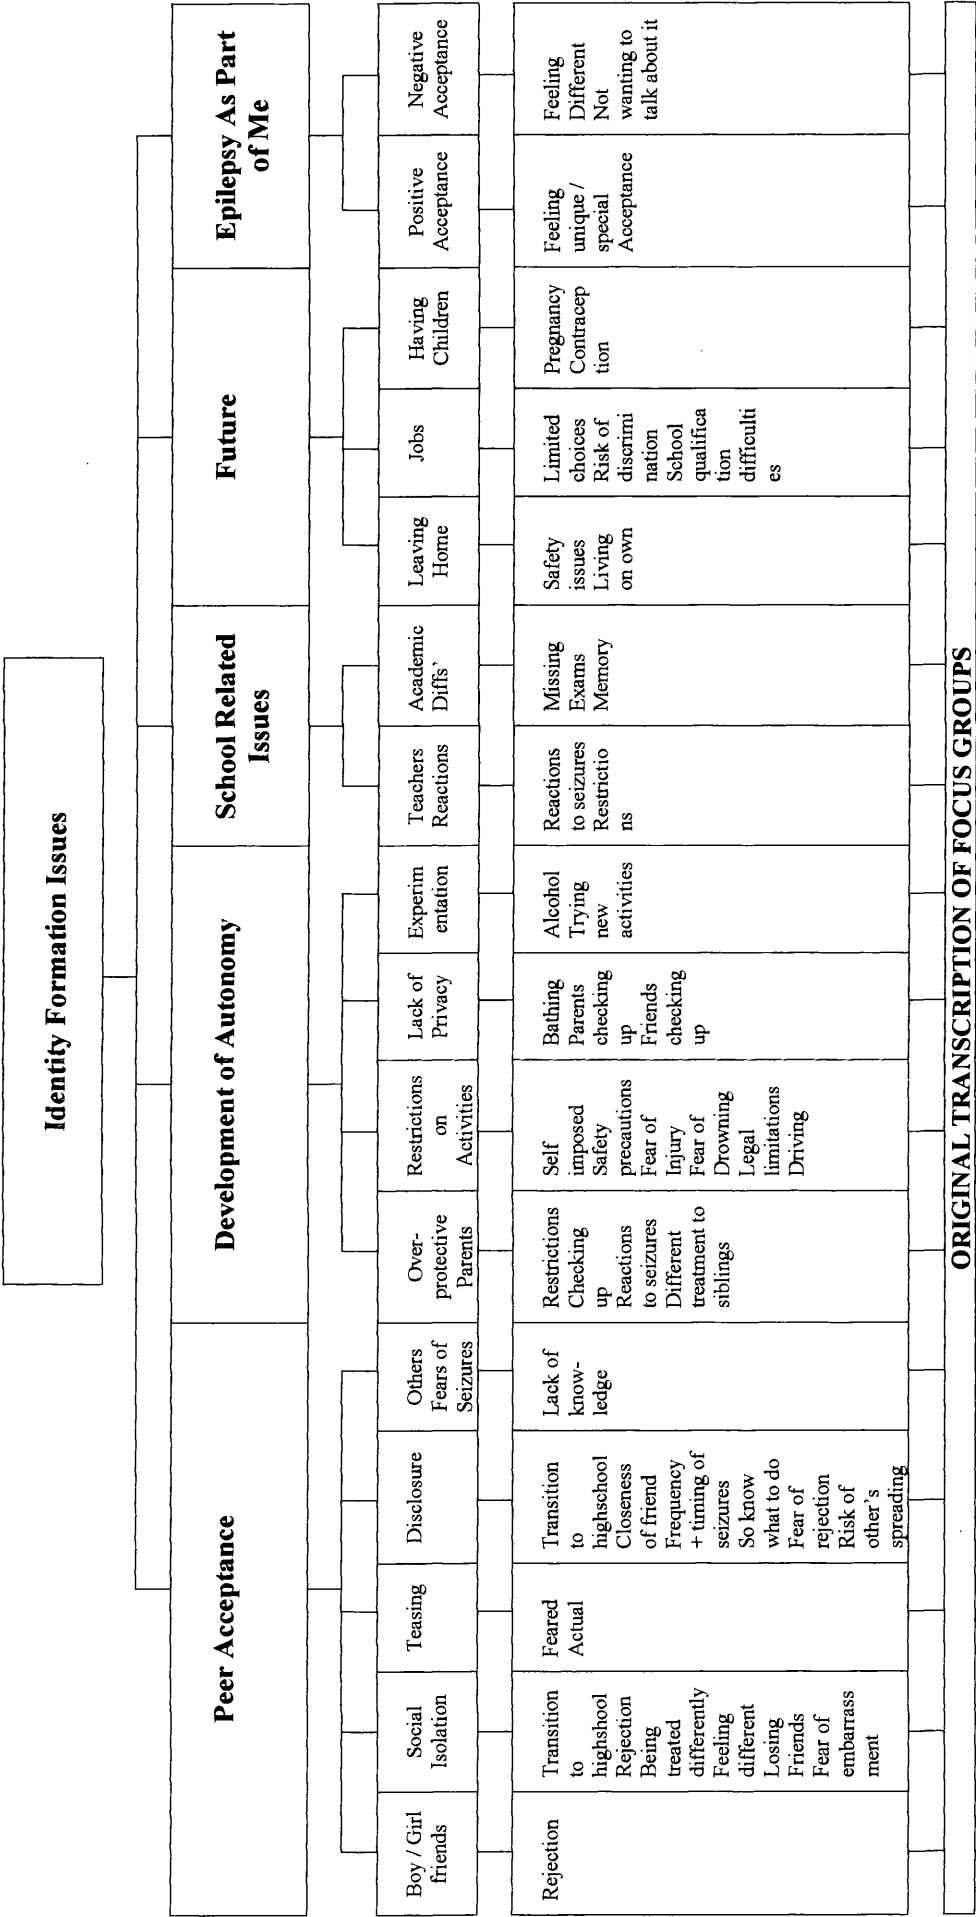 Identity Formation Issues
Peer Acceptance
Development of Autonomy
School Related
Issues
Future
Epilepsy As Part
of Me
Boy / Girl
friends
Social
Isolation
Teasing
Disclosure
Others
Fears of
Seizures
Over-
protective
Parents
Restrictions
on
Activities
Lack of
Privacy
Experim
entation
Teachers
Reactions
Academic
Diffs'
Leaving
Home
Jobs
Having
Children
Positive
Acceptance
Negative
Acceptance
Rejection
Transition
to
highshool
Rejection
Being
treated
differently
Feeling
different
Losing
Friends
Fear of
embarrass
ment
Feared
Actual
Transition
to
highschool
Closeness
of friend
Frequency
+ timing of
seizures
So know
what to do
Fear of
rejection
Risk of
other's
spreading
Lack of
know-
ledge
Restrictions
Checking
up
Reactions
to seizures
Different
treatment to
siblings
Self
imposed
Safety
precautions
Fear of
Injury
Fear of
Drowning
Legal
limitations
Driving
Bathing
Parents
checking
up
Friends
checking
up
Alcohol
Trying
new
activities
Reactions
to seizures
Restrictio
ns
Missing
Exams
Memory
Safety
issues
Living
on own
Limited
choices
Risk of
discrimi
nation
School
qualifica
tion
difficulti
es
Pregnancy
Contracep
tion
Feeling
unique /
special
Acceptance
Feeling
Different
Not
wanting to
talk about it
ORIGINAL TRANSCRIPTION OF FOCUS GROUPS